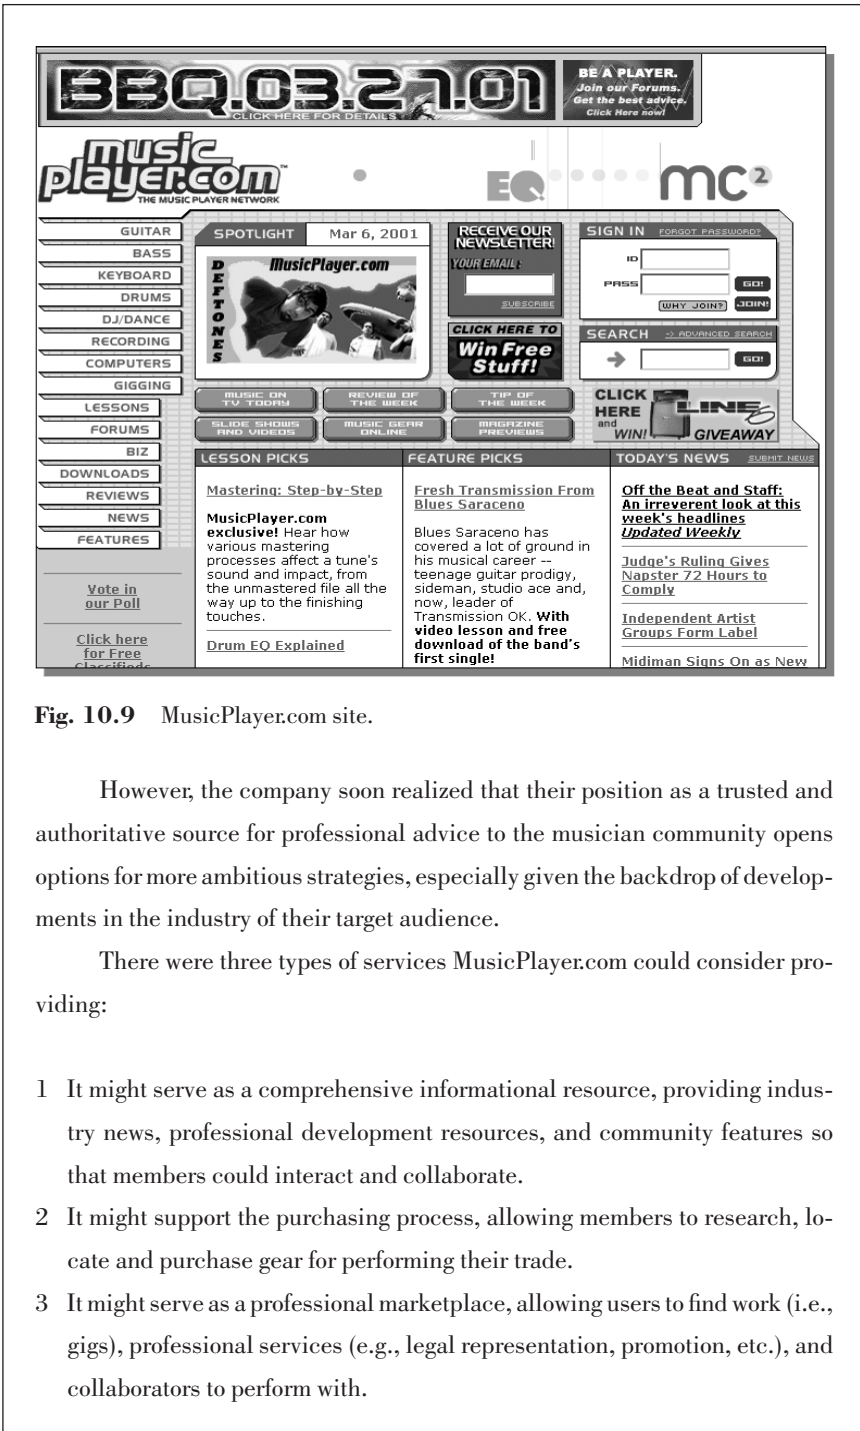 BBQ.03.27.01
CLICK HERE FOR DETAILS
BE A PLAYER.
Join our Forums.
Get the best advice.
Click Here now!
music
player.com™
THE MUSIC PLAYER NETWORK
EQ
mc2
GUITAR
BASS
KEYBOARD
DRUMS
DJ/DANCE
RECORDING
COMPUTERS
GIGGING
LESSONS
FORUMS
BIZ
DOWNLOADS
REVIEWS
NEWS
FEATURES
Vote in
our Poll
Click here
for Free
Classifieds
SPOTLIGHT
Mar 6, 2001
DEFTONES
MusicPlayer.com
RECEIVE OUR
NEWSLETTER!
YOUR EMAIL:
SUBSCRIBE
CLICK HERE TO
Win Free
Stuff!
SIGN IN FORGOT PASSWORD?
ID
PASS GO!
WHY JOIN? JOIN!
SEARCH -> ADVANCED SEARCH
GO!
MUSIC ON
TV TODAY
REVIEW OF
THE WEEK
TIP OF
THE WEEK
SLIDE SHOWS
AND VIDEOS
MUSIC GEAR
ONLINE
MAGAZINE
PREVIEWS
CLICK
HERE
and
WIN!
LINE 6
GIVEAWAY
LESSON PICKS
Mastering: Step-by-Step
MusicPlayer.com
exclusive! Hear how
various mastering
processes affect a tune's
sound and impact, from
the unmastered file all the
way up to the finishing
touches.
Drum EQ Explained
FEATURE PICKS
Fresh Transmission From
Blues Saraceno
Blues Saraceno has
covered a lot of ground in
his musical career --
teenage guitar prodigy,
sideman, studio ace and,
now, leader of
Transmission OK. With
video lesson and free
download of the band's
first single!
TODAY'S NEWS SUBMIT NEWS
Off the Beat and Staff:
An irreverent look at this
week's headlines
Updated Weekly
Judge's Ruling Gives
Napster 72 Hours to
Comply
Independent Artist
Groups Form Label
Midiman Signs On as New
Fig. 10.9 MusicPlayer.com site.
However, the company soon realized that their position as a trusted and
authoritative source for professional advice to the musician community opens
options for more ambitious strategies, especially given the backdrop of develop-
ments in the industry of their target audience.
There were three types of services MusicPlayer.com could consider pro-
viding:
1 It might serve as a comprehensive informational resource, providing indus-
try news, professional development resources, and community features so
that members could interact and collaborate.
2 It might support the purchasing process, allowing members to research, lo-
cate and purchase gear for performing their trade.
3 It might serve as a professional marketplace, allowing users to find work (i.e.,
gigs), professional services (e.g., legal representation, promotion, etc.), and
collaborators to perform with.